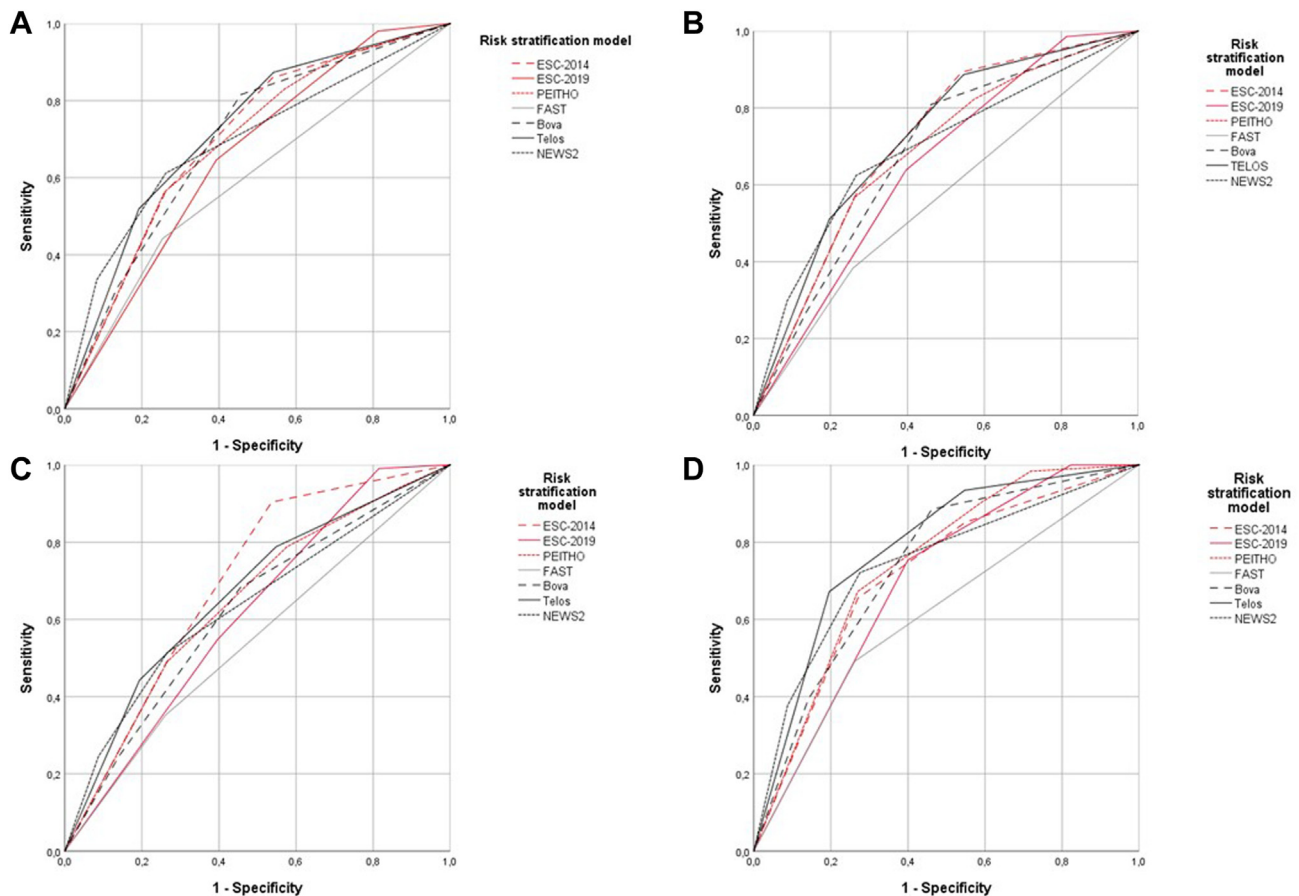 A
1,0
0,8
0,6
0,4
0,2
0,0
Sensitivity
0,0 0,2 0,4 0,6 0,8 1,0
1 - Specificity
Risk stratification model
ESC-2014
ESC-2019
PEITHO
FAST
Bova
Telos
NEWS2
B
1,0
0,8
0,6
0,4
0,2
0,0
Sensitivity
0,0 0,2 0,4 0,6 0,8 1,0
1 - Specificity
Risk
stratification
model
ESC-2014
ESC-2019
PEITHO
FAST
Bova
TELOS
NEWS2
C
1,0
0,8
0,6
0,4
0,2
0,0
Sensitivity
0,0 0,2 0,4 0,6 0,8 1,0
1 - Specificity
Risk
stratification
model
ESC-2014
ESC-2019
PEITHO
FAST
Bova
Telos
NEWS2
D
1,0
0,8
0,6
0,4
0,2
0,0
Sensitivity
0,0 0,2 0,4 0,6 0,8 1,0
1 - Specificity
Risk
stratification
model
ESC-2014
ESC-2019
PEITHO
FAST
Bova
Telos
NEWS2